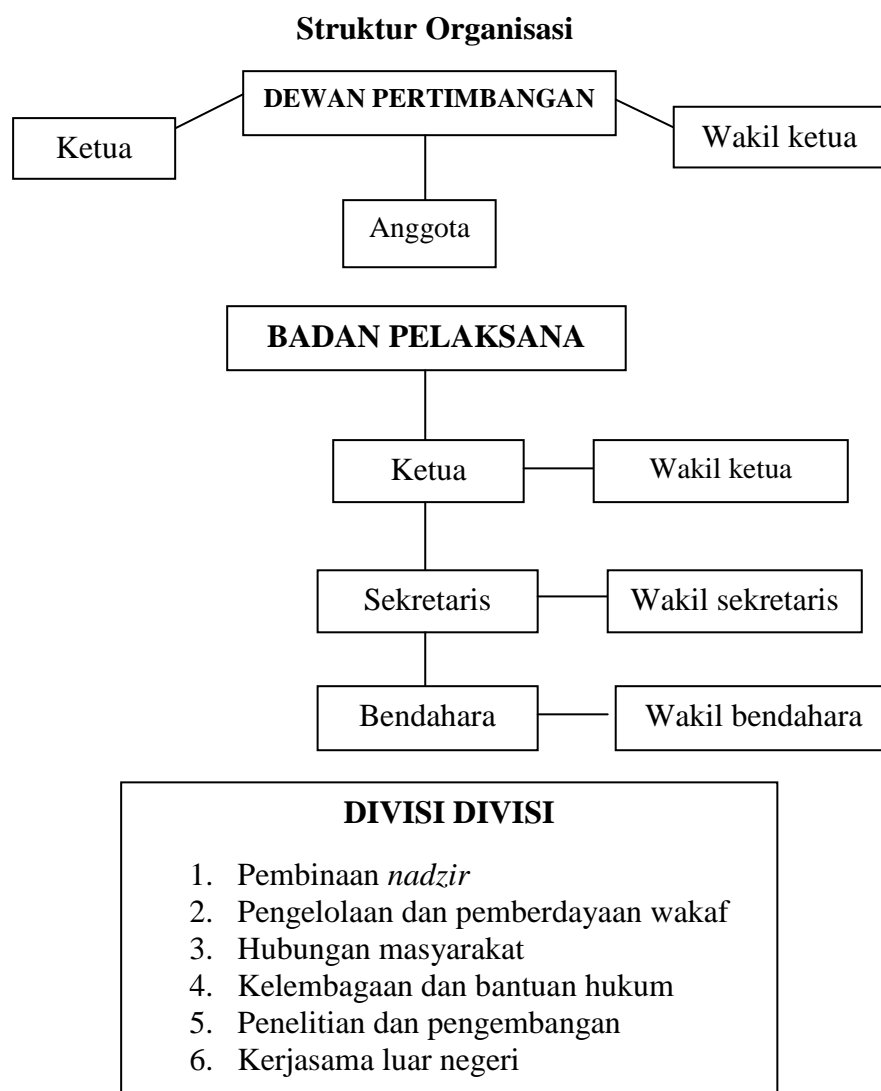 Struktur Organisasi
DEWAN PERTIMBANGAN
Ketua
Wakil ketua
Anggota
BADAN PELAKSANA
Ketua
Wakil ketua
Sekretaris
Wakil sekretaris
Bendahara
Wakil bendahara
DIVISI DIVISI
1. Pembinaan nadzir
2. Pengelolaan dan pemberdayaan wakaf
3. Hubungan masyarakat
4. Kelembagaan dan bantuan hukum
5. Penelitian dan pengembangan
6. Kerjasama luar negeri